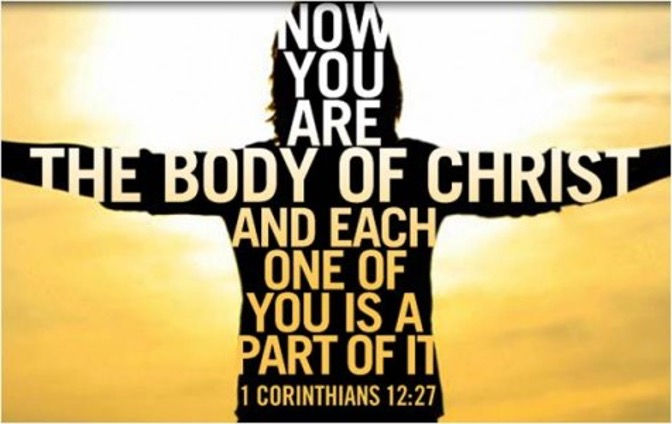 NOW
YOU
ARE
THE BODY OF CHRIST
AND EACH
ONE OF
YOU IS A
PART OF IT
1 CORINTHIANS 12:27